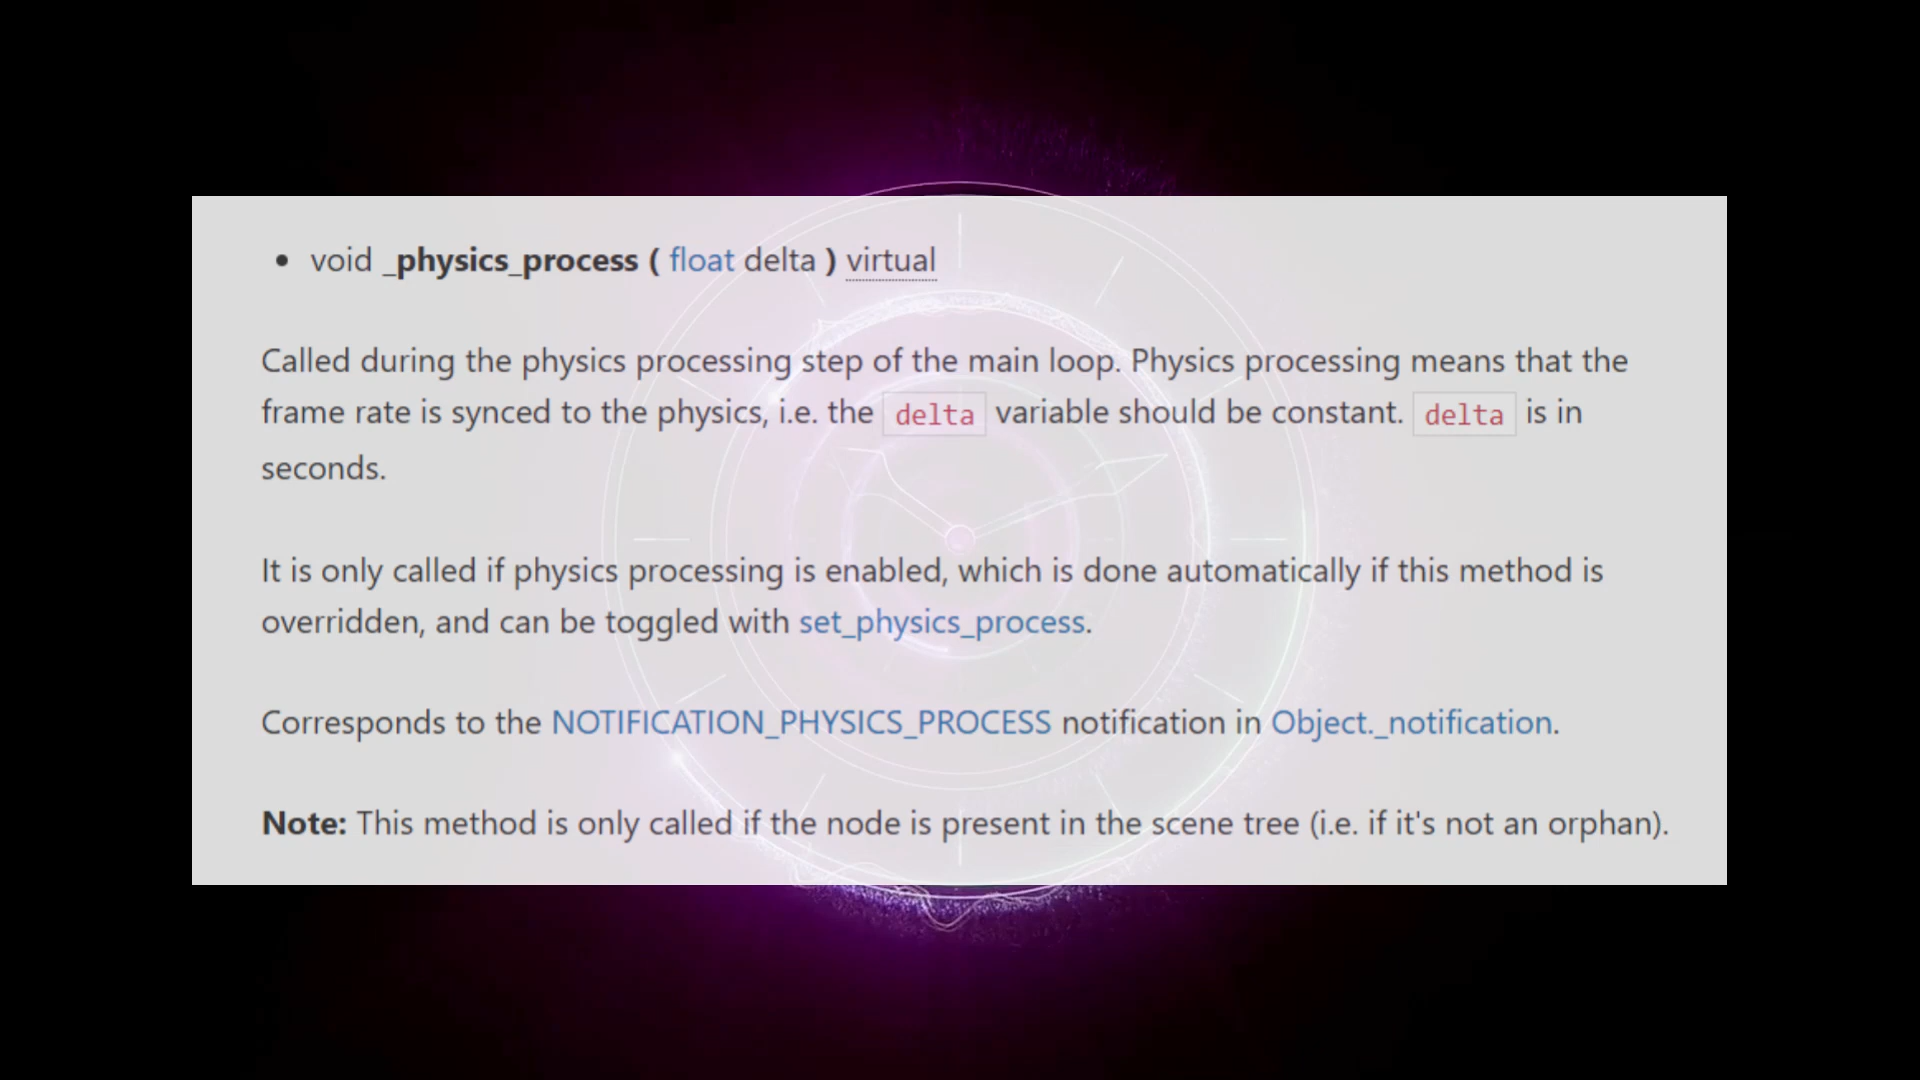 • void _physics_process ( float delta ) virtual
Called during the physics processing step of the main loop. Physics processing means that the
frame rate is synced to the physics, i.e. the delta variable should be constant. delta is in
seconds.
It is only called if physics processing is enabled, which is done automatically if this method is
overridden, and can be toggled with set_physics_process.
Corresponds to the NOTIFICATION_PHYSICS_PROCESS notification in Object._notification.
Note: This method is only called if the node is present in the scene tree (i.e. if it's not an orphan).